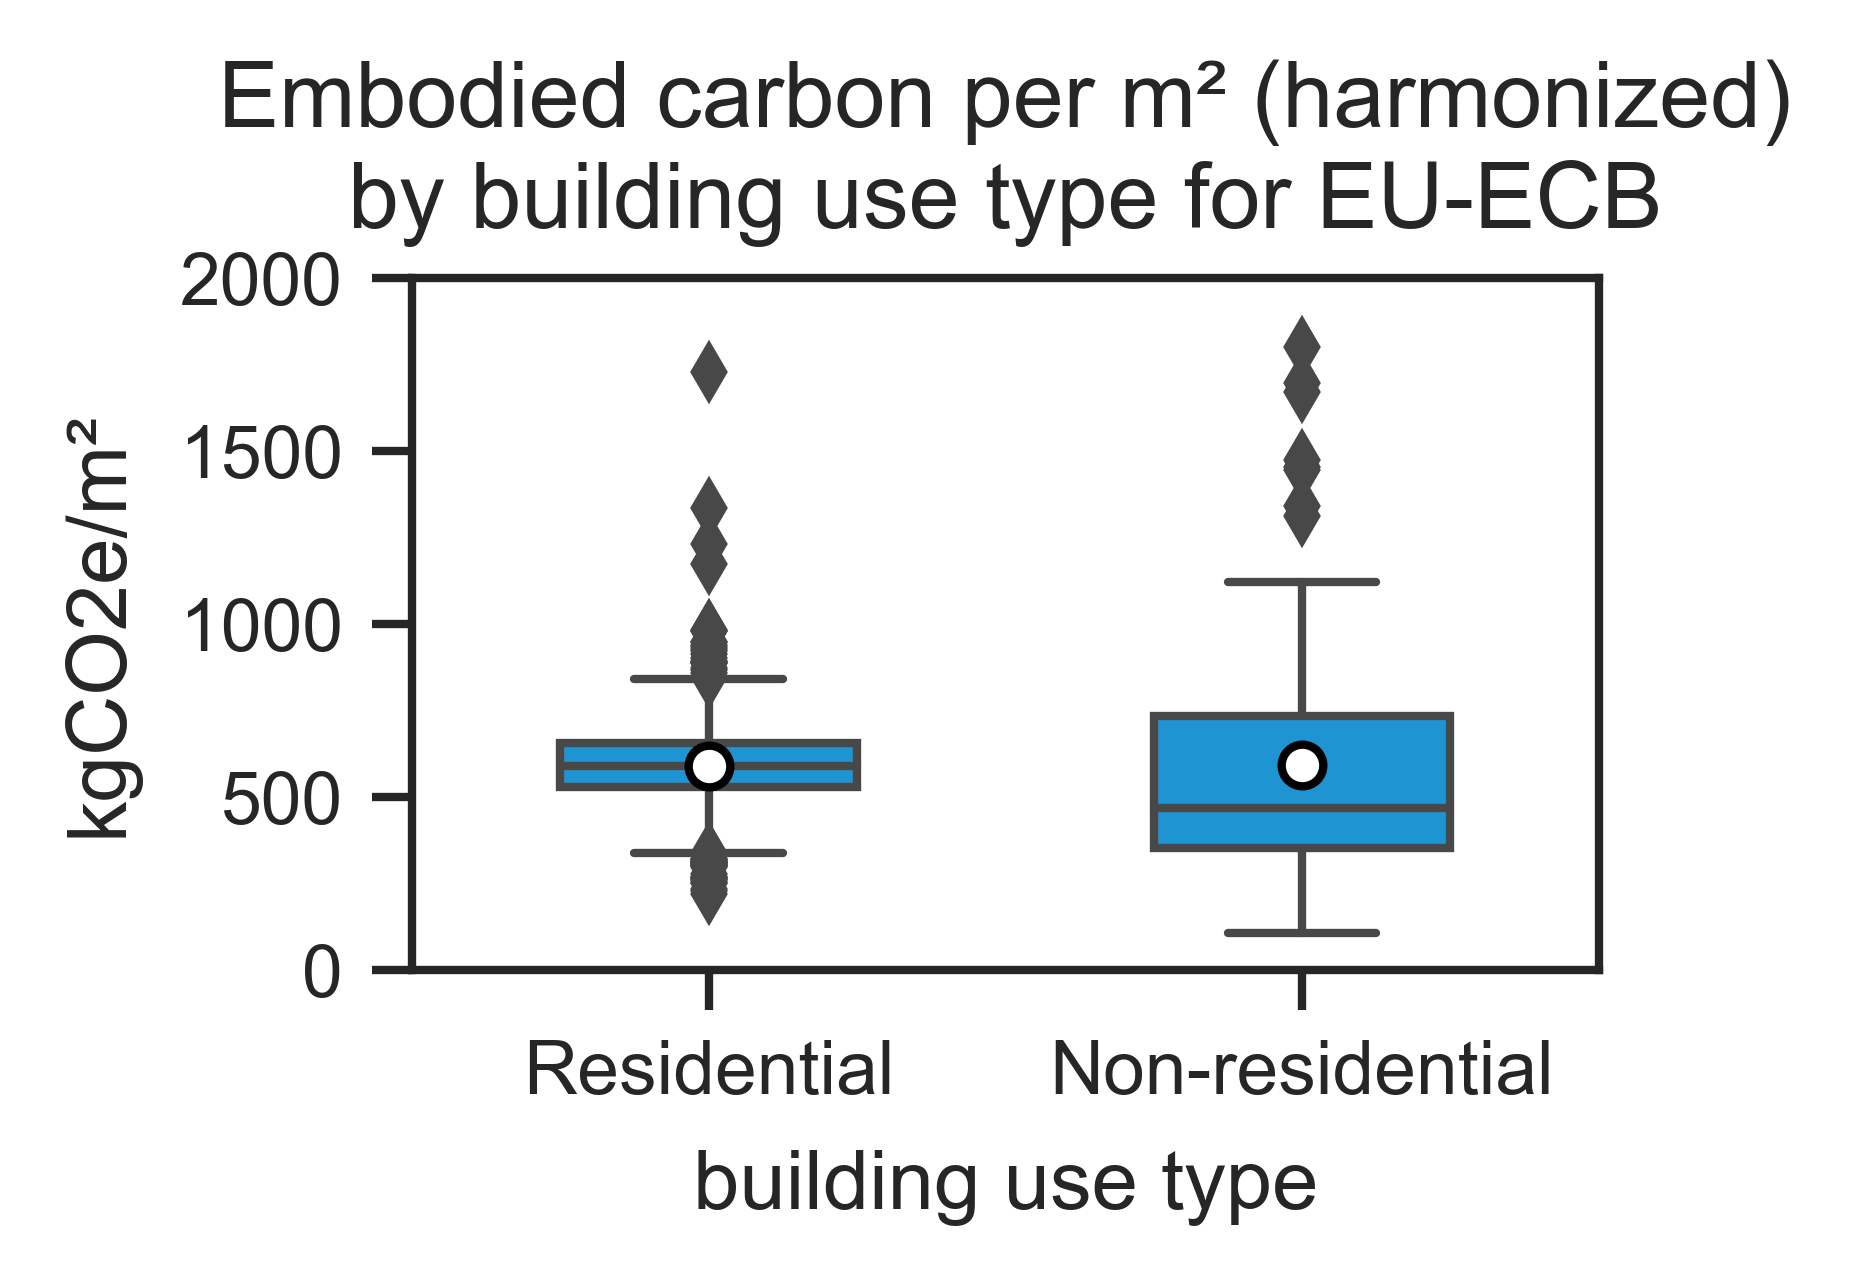 Embodied carbon per m² (harmonized)
by building use type for EU-ECB
kgCO2e/m²
2000
1500
1000
500
0
Residential
Non-residential
building use type